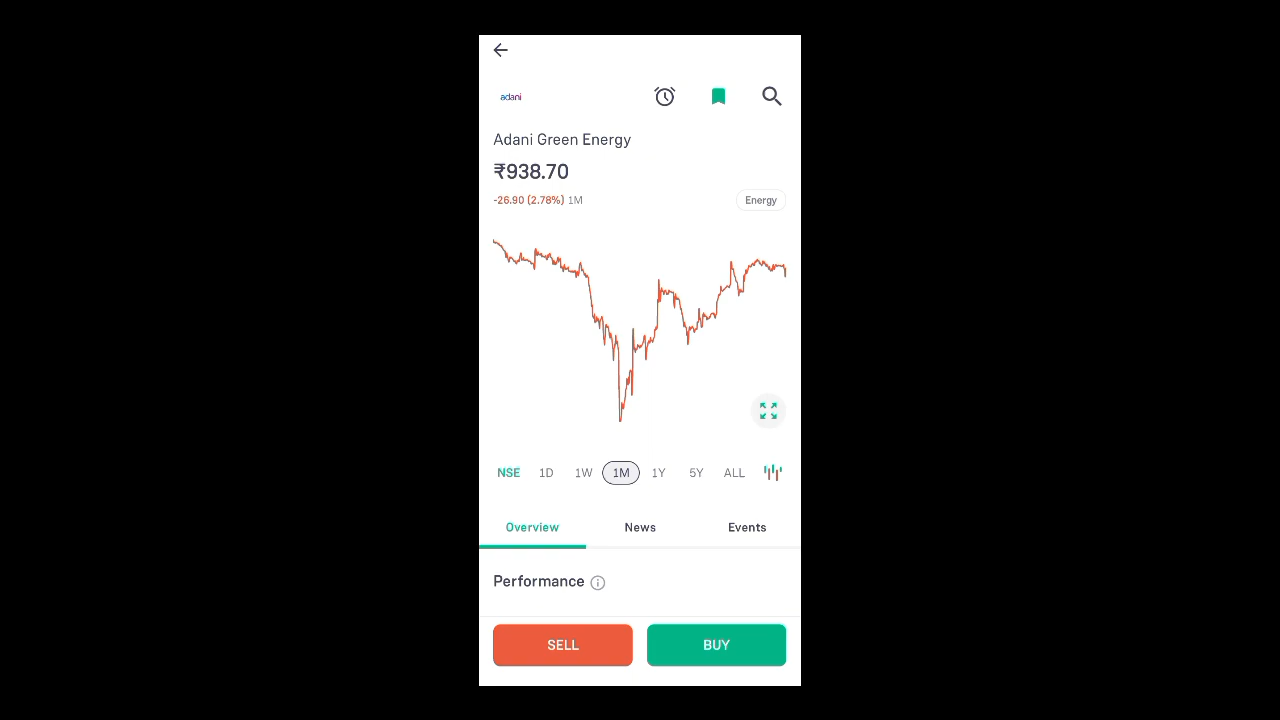 adani
Adani Green Energy
₹938.70
-26.90 (2.78%) 1M
Energy
NSE 1D 1W 1M 1Y 5Y ALL
Overview News Events
Performance
SELL BUY